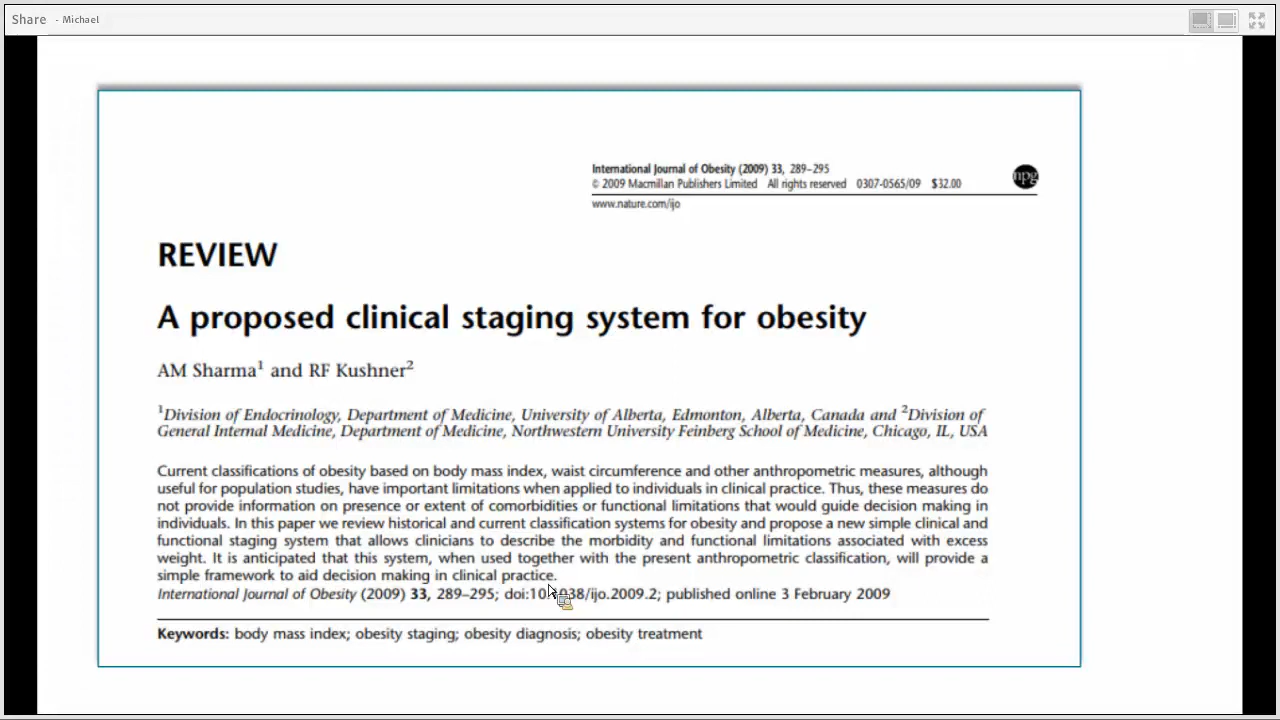 Share - Michael
International Journal of Obesity (2009) 33, 289–295
© 2009 Macmillan Publishers Limited All rights reserved 0307-0565/09 $32.00
npg
www.nature.com/ijo
REVIEW
A proposed clinical staging system for obesity
AM Sharma1 and RF Kushner2
1Division of Endocrinology, Department of Medicine, University of Alberta, Edmonton, Alberta, Canada and 2Division of
General Internal Medicine, Department of Medicine, Northwestern University Feinberg School of Medicine, Chicago, IL, USA
Current classifications of obesity based on body mass index, waist circumference and other anthropometric measures, although
useful for population studies, have important limitations when applied to individuals in clinical practice. Thus, these measures do
not provide information on presence or extent of comorbidities or functional limitations that would guide decision making in
individuals. In this paper we review historical and current classification systems for obesity and propose a new simple clinical and
functional staging system that allows clinicians to describe the morbidity and functional limitations associated with excess
weight. It is anticipated that this system, when used together with the present anthropometric classification, will provide a
simple framework to aid decision making in clinical practice.
International Journal of Obesity (2009) 33, 289–295; published online 3 February 2009
Keywords: body mass index; obesity staging; obesity diagnosis; obesity treatment